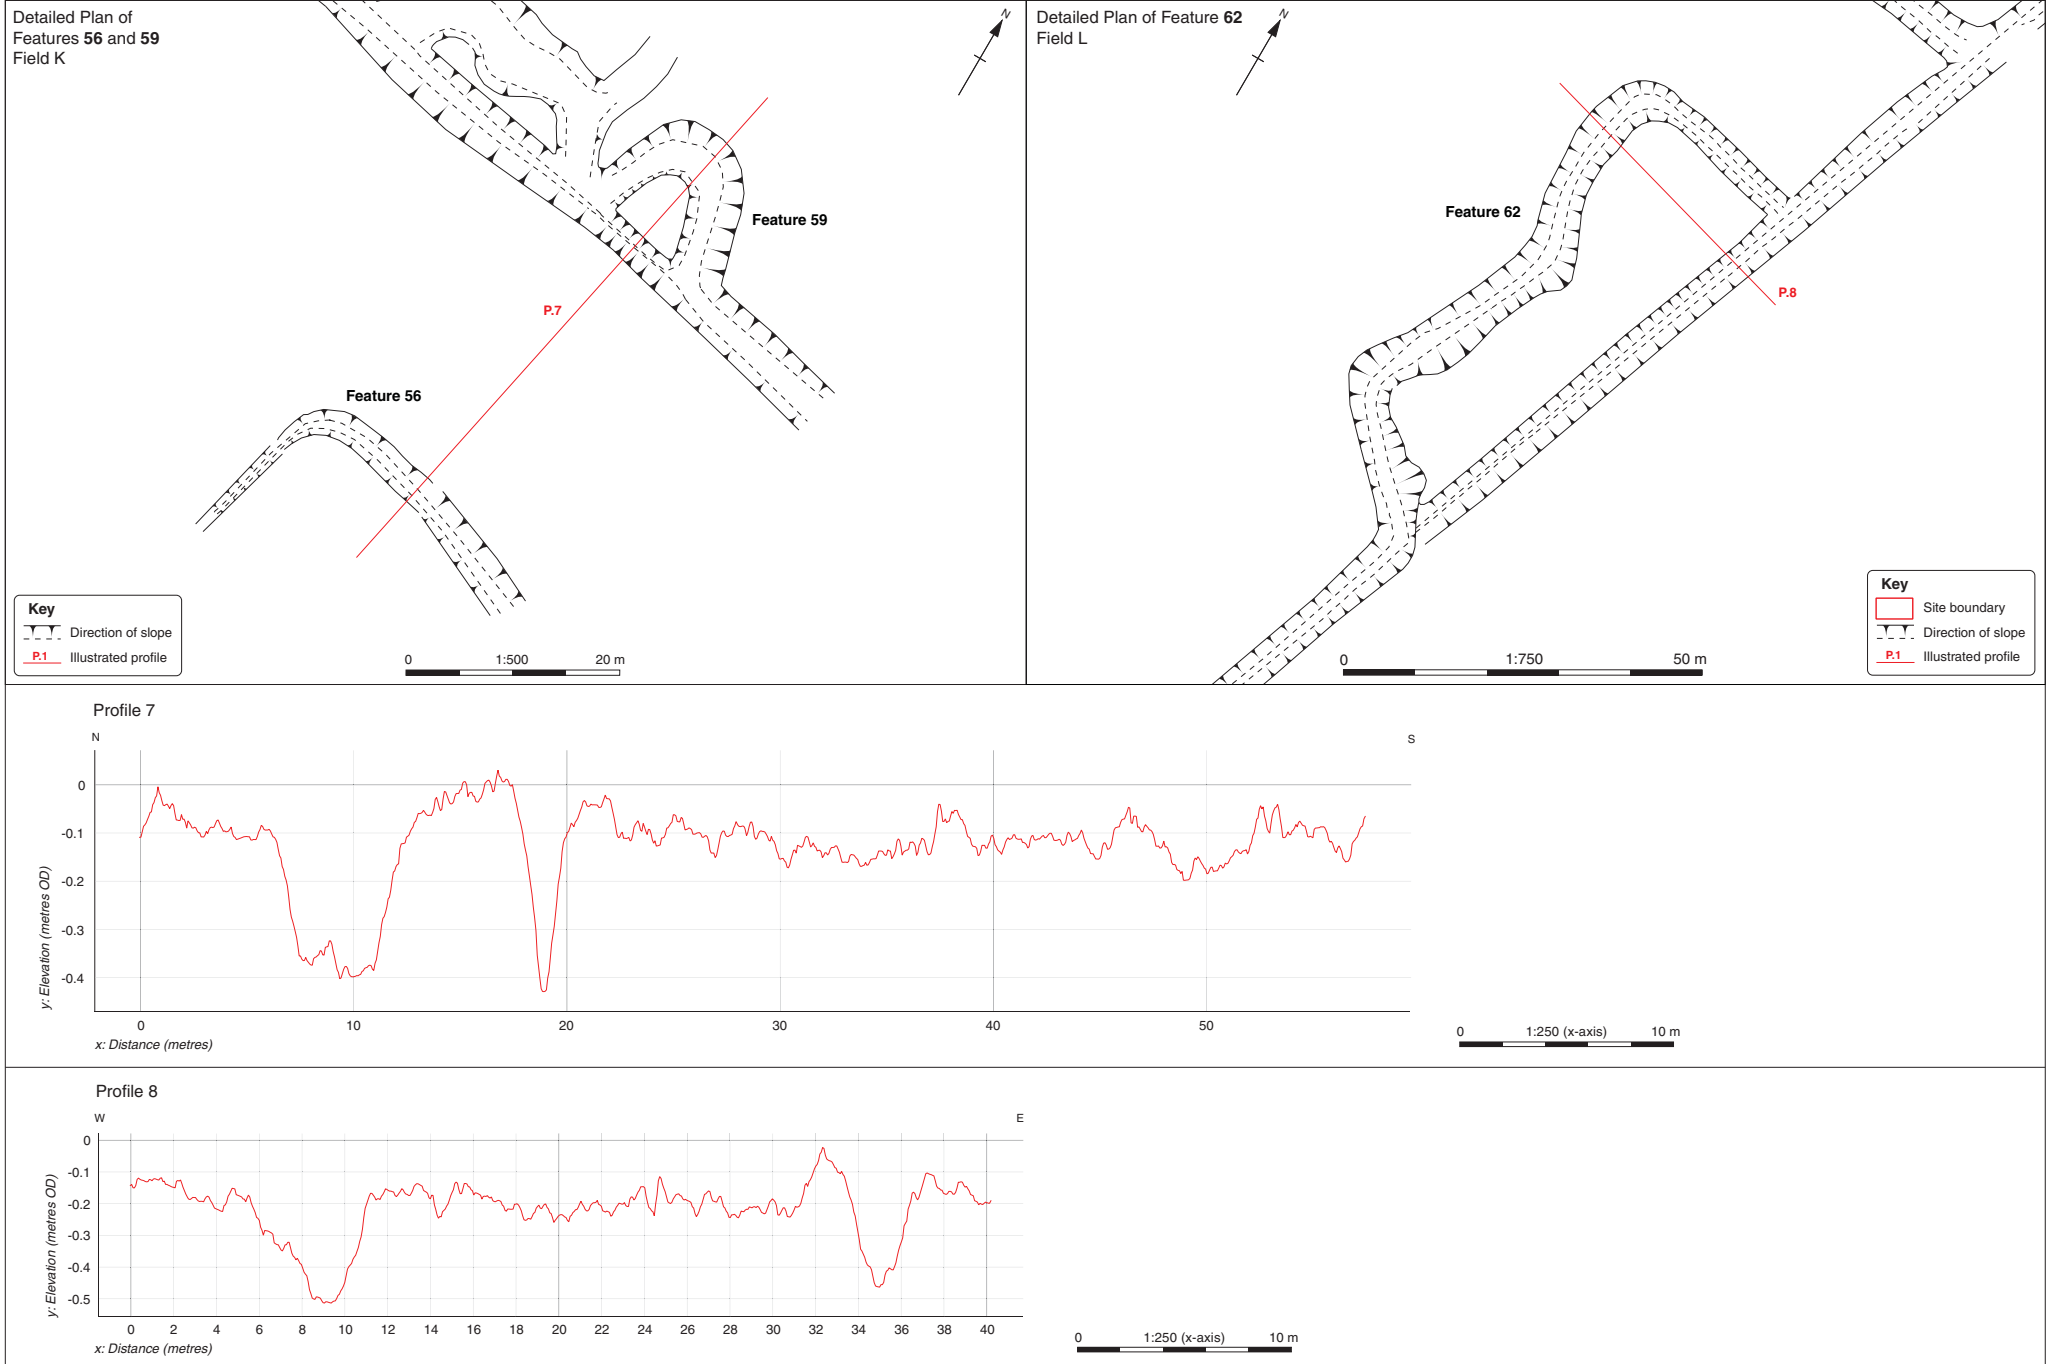 Detailed Plan of
Features 56 and 59
Field K
N
Feature 59
P.7
Feature 56
Key
Direction of slope
P.1 Illustrated profile
0 1:500 20 m
Detailed Plan of Feature 62
Field L
N
Feature 62
P.8
Key
Site boundary
Direction of slope
P.1 Illustrated profile
0 1:750 50 m
Profile 7
N S
0
-0.1
-0.2
-0.3
-0.4
y: Elevation (metres OD)
0 10 20 30 40 50
x: Distance (metres)
0 1:250 (x-axis) 10 m
Profile 8
W E
0
-0.1
-0.2
-0.3
-0.4
-0.5
y: Elevation (metres OD)
0 2 4 6 8 10 12 14 16 18 20 22 24 26 28 30 32 34 36 38 40
x: Distance (metres)
0 1:250 (x-axis) 10 m